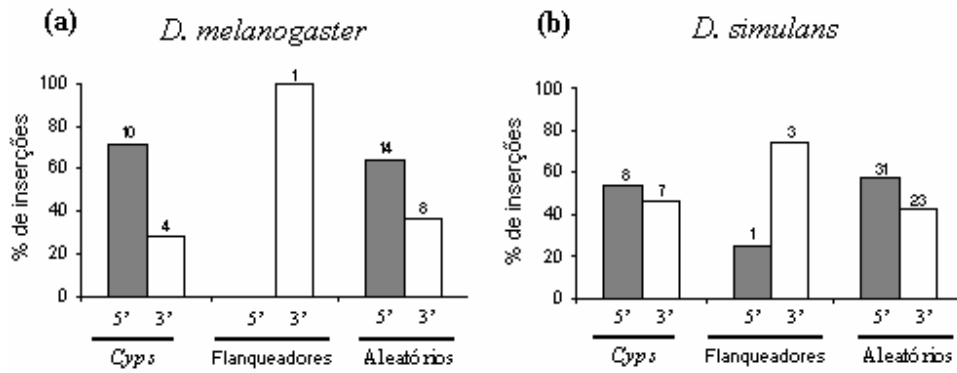 (a) D. melanogaster
% de inserções
100
80
60
40
20
0
10
4
1
14
8
5’ 3’ 3’ 5’ 3’
Cyps Flanqueadores Aleatórios
(b) D. simulans
% de inserções
100
80
60
40
20
0
8
7
1
3
31
23
5’ 3’ 5’ 3’ 5’ 3’
Cyps Flanqueadores Aleatórios